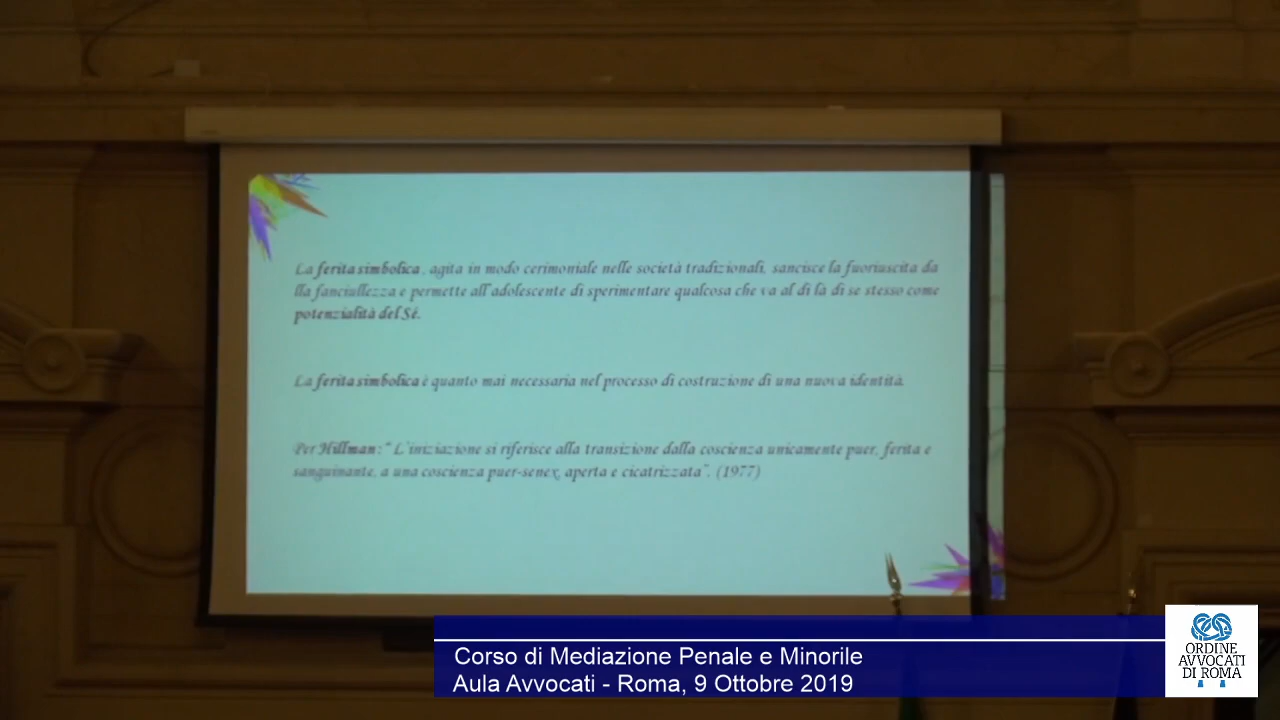 La ferita simbolica, agita in modo cerimoniale nelle società tradizionali, sancisce la fuoriuscita da
lla fanciullezza e permette all'adolescente di sperimentare qualcosa che va al di là di se stesso come
potenzialità del Sé.
La ferita simbolica è quanto mai necessaria nel processo di costruzione di una nuova identità.
Per Hillman: " L'iniziazione si riferisce alla transizione dalla coscienza unicamente puer, ferita e
sanguinante, a una coscienza puer-senex, aperta e cicatrizzata". (1977)
Corso di Mediazione Penale e Minorile
Aula Avvocati - Roma, 9 Ottobre 2019
ORDINE
AVVOCATI
DI ROMA